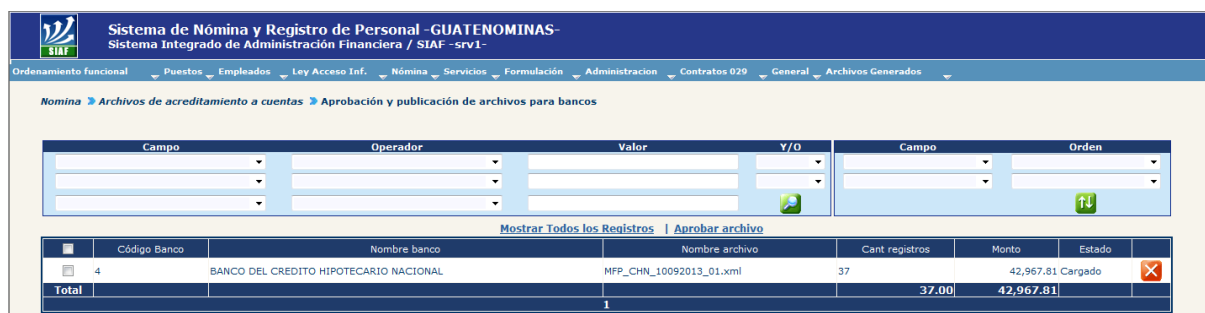 Sistema de Nómina y Registro de Personal -GUATENOMINAS-
Sistema Integrado de Administración Financiera / SIAF -srv1-
SIAF
Ordenamiento funcional Puestos Empleados Ley Acceso Inf. Nómina Servicios Formulación Administracion Contratos 029 General Archivos Generados
Nomina Archivos de acreditamiento a cuentas Aprobación y publicación de archivos para bancos
Campo Operador Valor Y/O Campo Orden
Mostrar Todos los Registros | Aprobar archivo
Código Banco Nombre banco Nombre archivo Cant registros Monto Estado
4 BANCO DEL CREDITO HIPOTECARIO NACIONAL MFP_CHN_10092013_01.xml 37 42,967.81 Cargado
Total 37.00 42,967.81
1